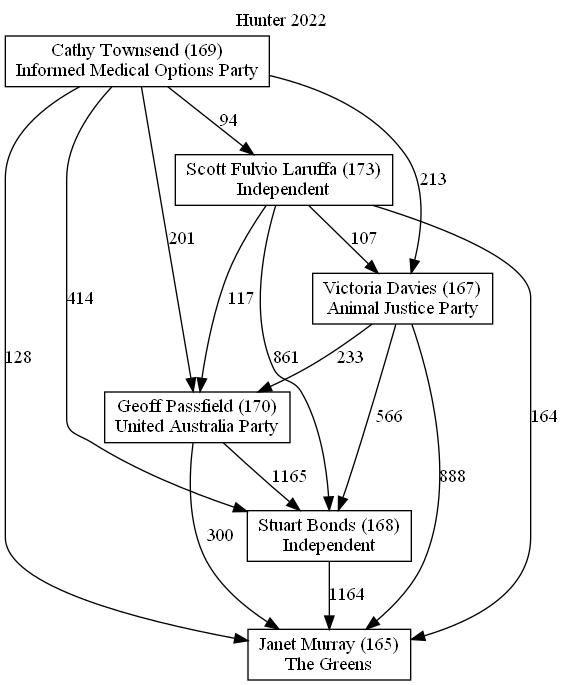 Hunter 2022
Cathy Townsend (169)
Informed Medical Options Party
94
Scott Fulvio Laruffa (173)
Independent
213
201
107
Victoria Davies (167)
Animal Justice Party
414
117
128
861
233
Geoff Passfield (170)
United Australia Party
566
164
1165
888
Stuart Bonds (168)
Independent
300
1164
Janet Murray (165)
The Greens